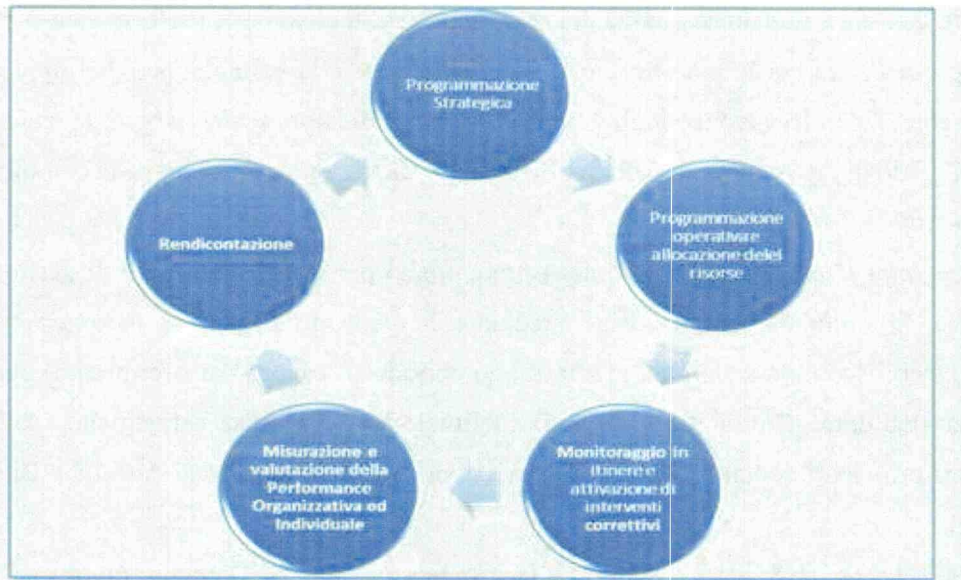 Programmazione
Strategica
Programmazione
operativare
allocazione delel
risorse
Monitoraggio in
itinere e
attivazione di
interventi
correttivi
Misurazione e
valutazione della
Performance
Organizzativa ed
Individuale
Rendicontazione